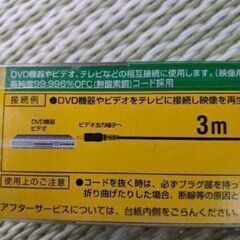 DVD機器やビデオ、テレビなどの相互接続に使用します。(映像用
高純度99.996%OFC(無酸素銅)コード採用
接続例
●DVD機器やビデオをテレビに接続し映像を再生
DVD機器
ビデオ
ビデオ出力端子へ
3m
使用上のご注意
●コードを抜く時は、必ずプラグ部を持っ
折り曲げたりした場合、断線等の原
アフターサービスについては、台紙内側をごらんくださ